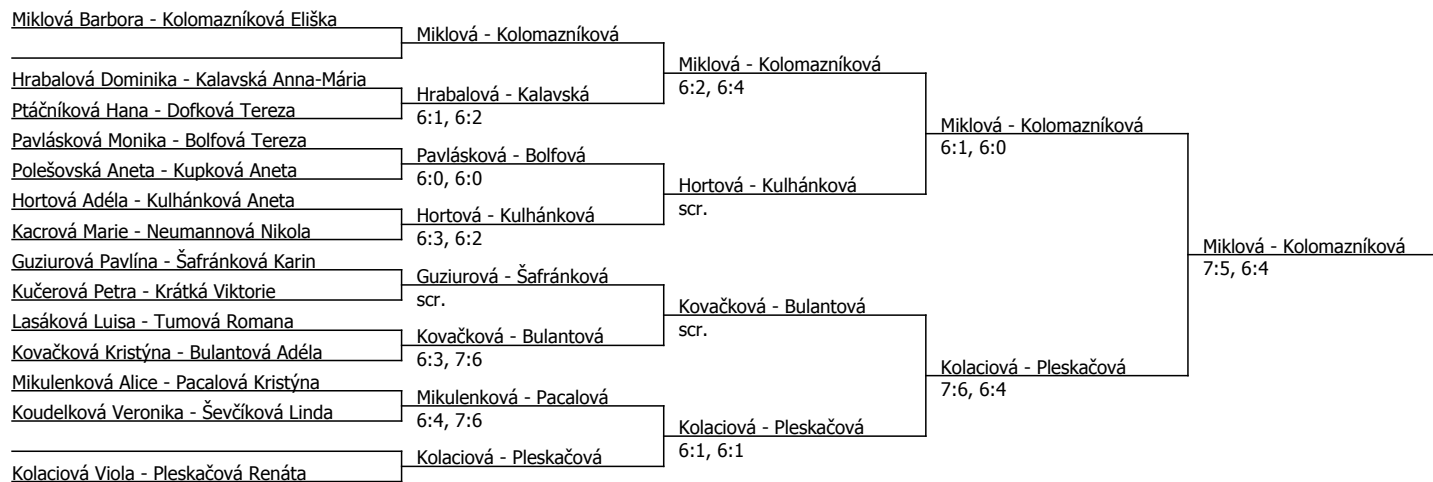 Miklová Barbora - Kolomazníková Eliška
Hrabalová Dominika - Kalavská Anna-Mária
Ptáčníková Hana - Dofková Tereza
Pavlásková Monika - Bolfová Tereza
Polešovská Aneta - Kupková Aneta
Hortová Adéla - Kulhánková Aneta
Kacrová Marie - Neumannová Nikola
Guziurová Pavlína - Šafránková Karin
Kučerová Petra - Krátká Viktorie
Lasáková Luisa - Tumová Romana
Kovačková Kristýna - Bulantová Adéla
Mikulenková Alice - Pacalová Kristýna
Koudelková Veronika - Ševčíková Linda
Kolaciová Viola - Pleskačová Renáta
Miklová - Kolomazníková
Hrabalová - Kalavská
6:1, 6:2
Pavlásková - Bolfová
6:0, 6:0
Hortová - Kulhánková
6:3, 6:2
Guziurová - Šafránková
scr.
Kovačková - Bulantová
6:3, 7:6
Mikulenková - Pacalová
6:4, 7:6
Kolaciová - Pleskačová
Miklová - Kolomazníková
6:2, 6:4
Hortová - Kulhánková
scr.
Kovačková - Bulantová
scr.
Kolaciová - Pleskačová
6:1, 6:1
Miklová - Kolomazníková
6:1, 6:0
Kolaciová - Pleskačová
7:6, 6:4
Miklová - Kolomazníková
7:5, 6:4